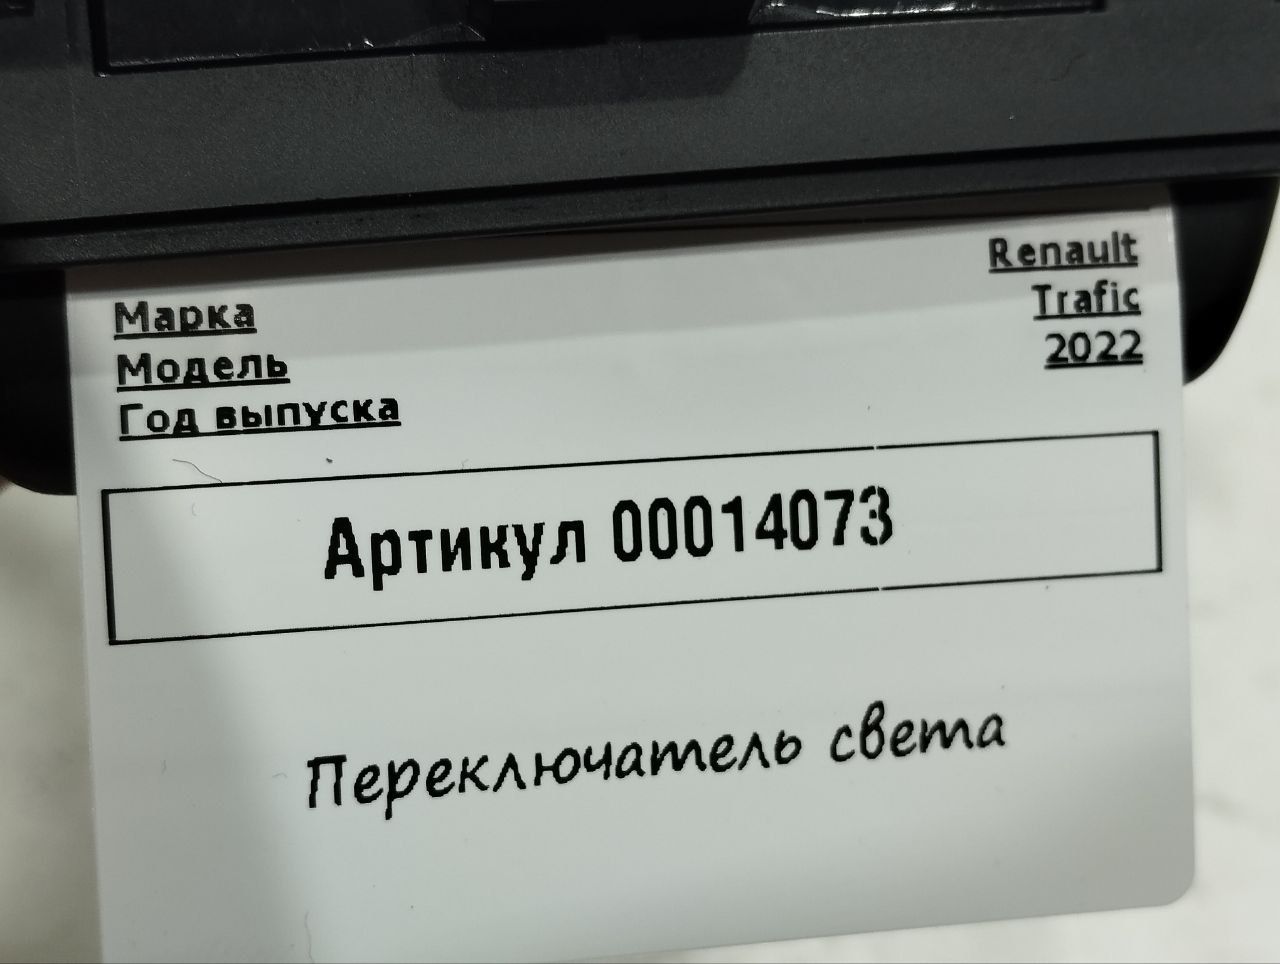 Марка Renault
Модель Trafic
Год выпуска 2022
Артикул 00014073
Переключатель света